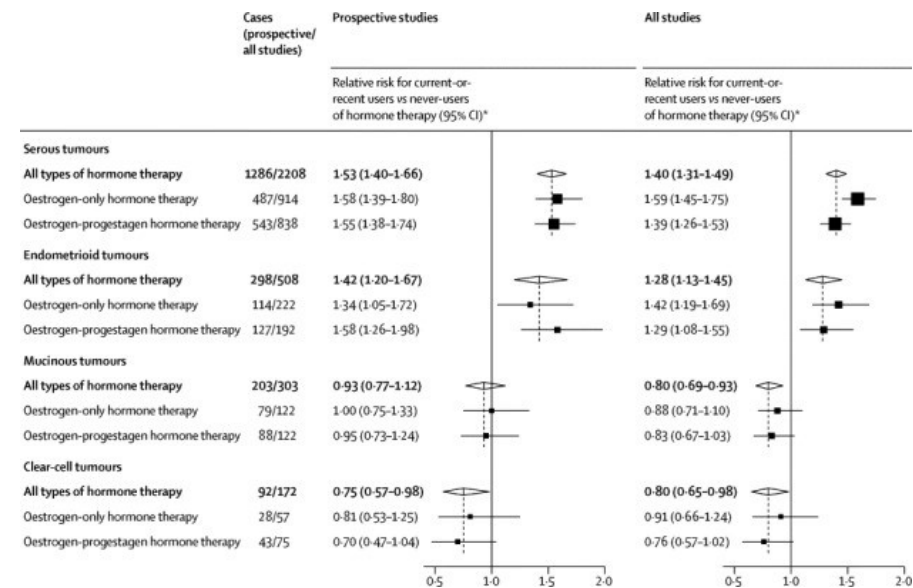 Cases
(prospective/
all studies)
Prospective studies
All studies
Relative risk for current-or-
recent users vs never-users
of hormone therapy (95% CI)*
Relative risk for current-or-
recent users vs never-users
of hormone therapy (95% CI)*
Serous tumours
All types of hormone therapy 1286/2208 1·53 (1·40–1·66) 1·40 (1·31–1·49)
Oestrogen-only hormone therapy 487/914 1·58 (1·39–1·80) 1·59 (1·45–1·75)
Oestrogen-progestagen hormone therapy 543/838 1·55 (1·38–1·74) 1·39 (1·26–1·53)
Endometrioid tumours
All types of hormone therapy 298/508 1·42 (1·20–1·67) 1·28 (1·13–1·45)
Oestrogen-only hormone therapy 114/222 1·34 (1·05–1·72) 1·42 (1·19–1·69)
Oestrogen-progestagen hormone therapy 127/192 1·58 (1·26–1·98) 1·29 (1·08–1·55)
Mucinous tumours
All types of hormone therapy 203/303 0·93 (0·77–1·12) 0·80 (0·69–0·93)
Oestrogen-only hormone therapy 79/122 1·00 (0·75–1·33) 0·88 (0·71–1·10)
Oestrogen-progestagen hormone therapy 88/122 0·95 (0·73–1·24) 0·83 (0·67–1·03)
Clear-cell tumours
All types of hormone therapy 92/172 0·75 (0·57–0·98) 0·80 (0·65–0·98)
Oestrogen-only hormone therapy 28/57 0·81 (0·53–1·25) 0·91 (0·66–1·24)
Oestrogen-progestagen hormone therapy 43/75 0·70 (0·47–1·04) 0·76 (0·57–1·02)
0·5 1·0 1·5 2·0 0·5 1·0 1·5 2·0